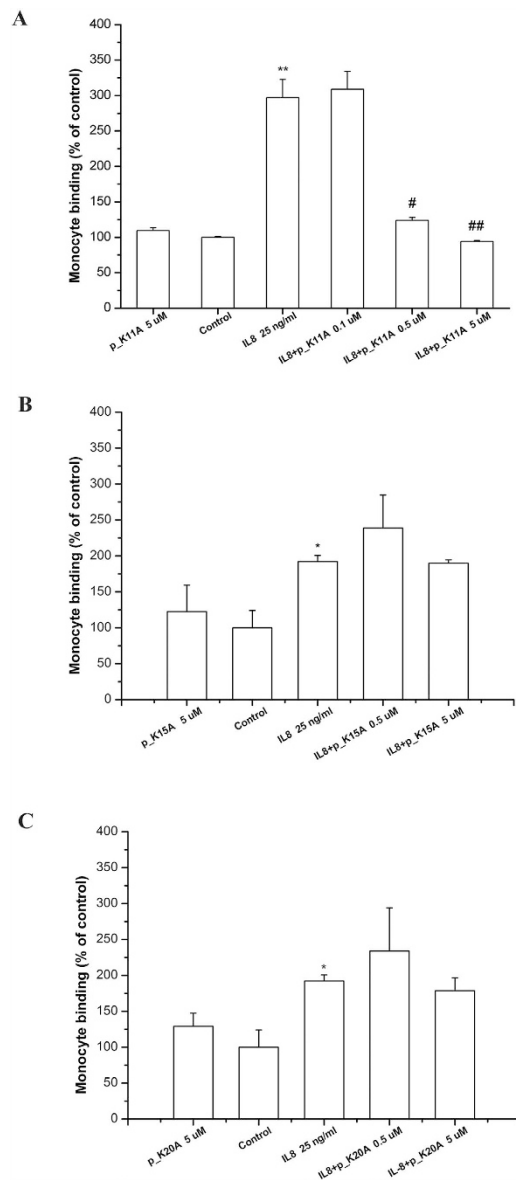 A
Monocyte binding (% of control)
400
350
300
250
200
150
100
50
0
**
#
##
p_K11A 5 uM
Control
IL8 25 ng/ml
IL8+p_K11A 0.1 uM
IL8+p_K11A 0.5 uM
IL8+p_K11A 5 uM
B
Monocyte binding (% of control)
400
350
300
250
200
150
100
50
0
*
p_K15A 5 uM
Control
IL8 25 ng/ml
IL8+p_K15A 0.5 uM
IL8+p_K15A 5 uM
C
Monocyte binding (% of control)
400
350
300
250
200
150
100
50
0
*
p_K20A 5 uM
Control
IL8 25 ng/ml
IL8+p_K20A 0.5 uM
IL-8+p_K20A 5 uM